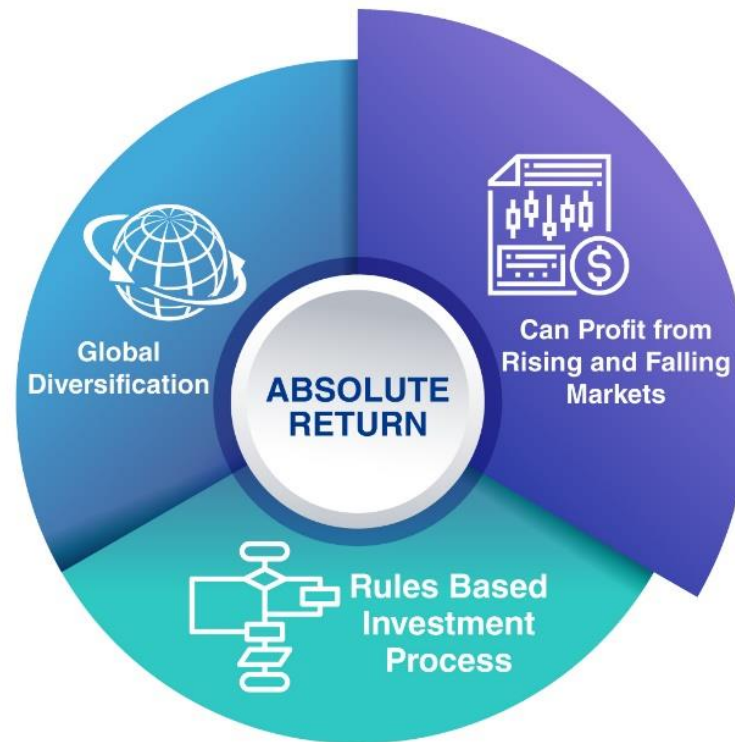 Global
Diversification
Can Profit from
Rising and Falling
Markets
ABSOLUTE
RETURN
Rules Based
Investment
Process
$